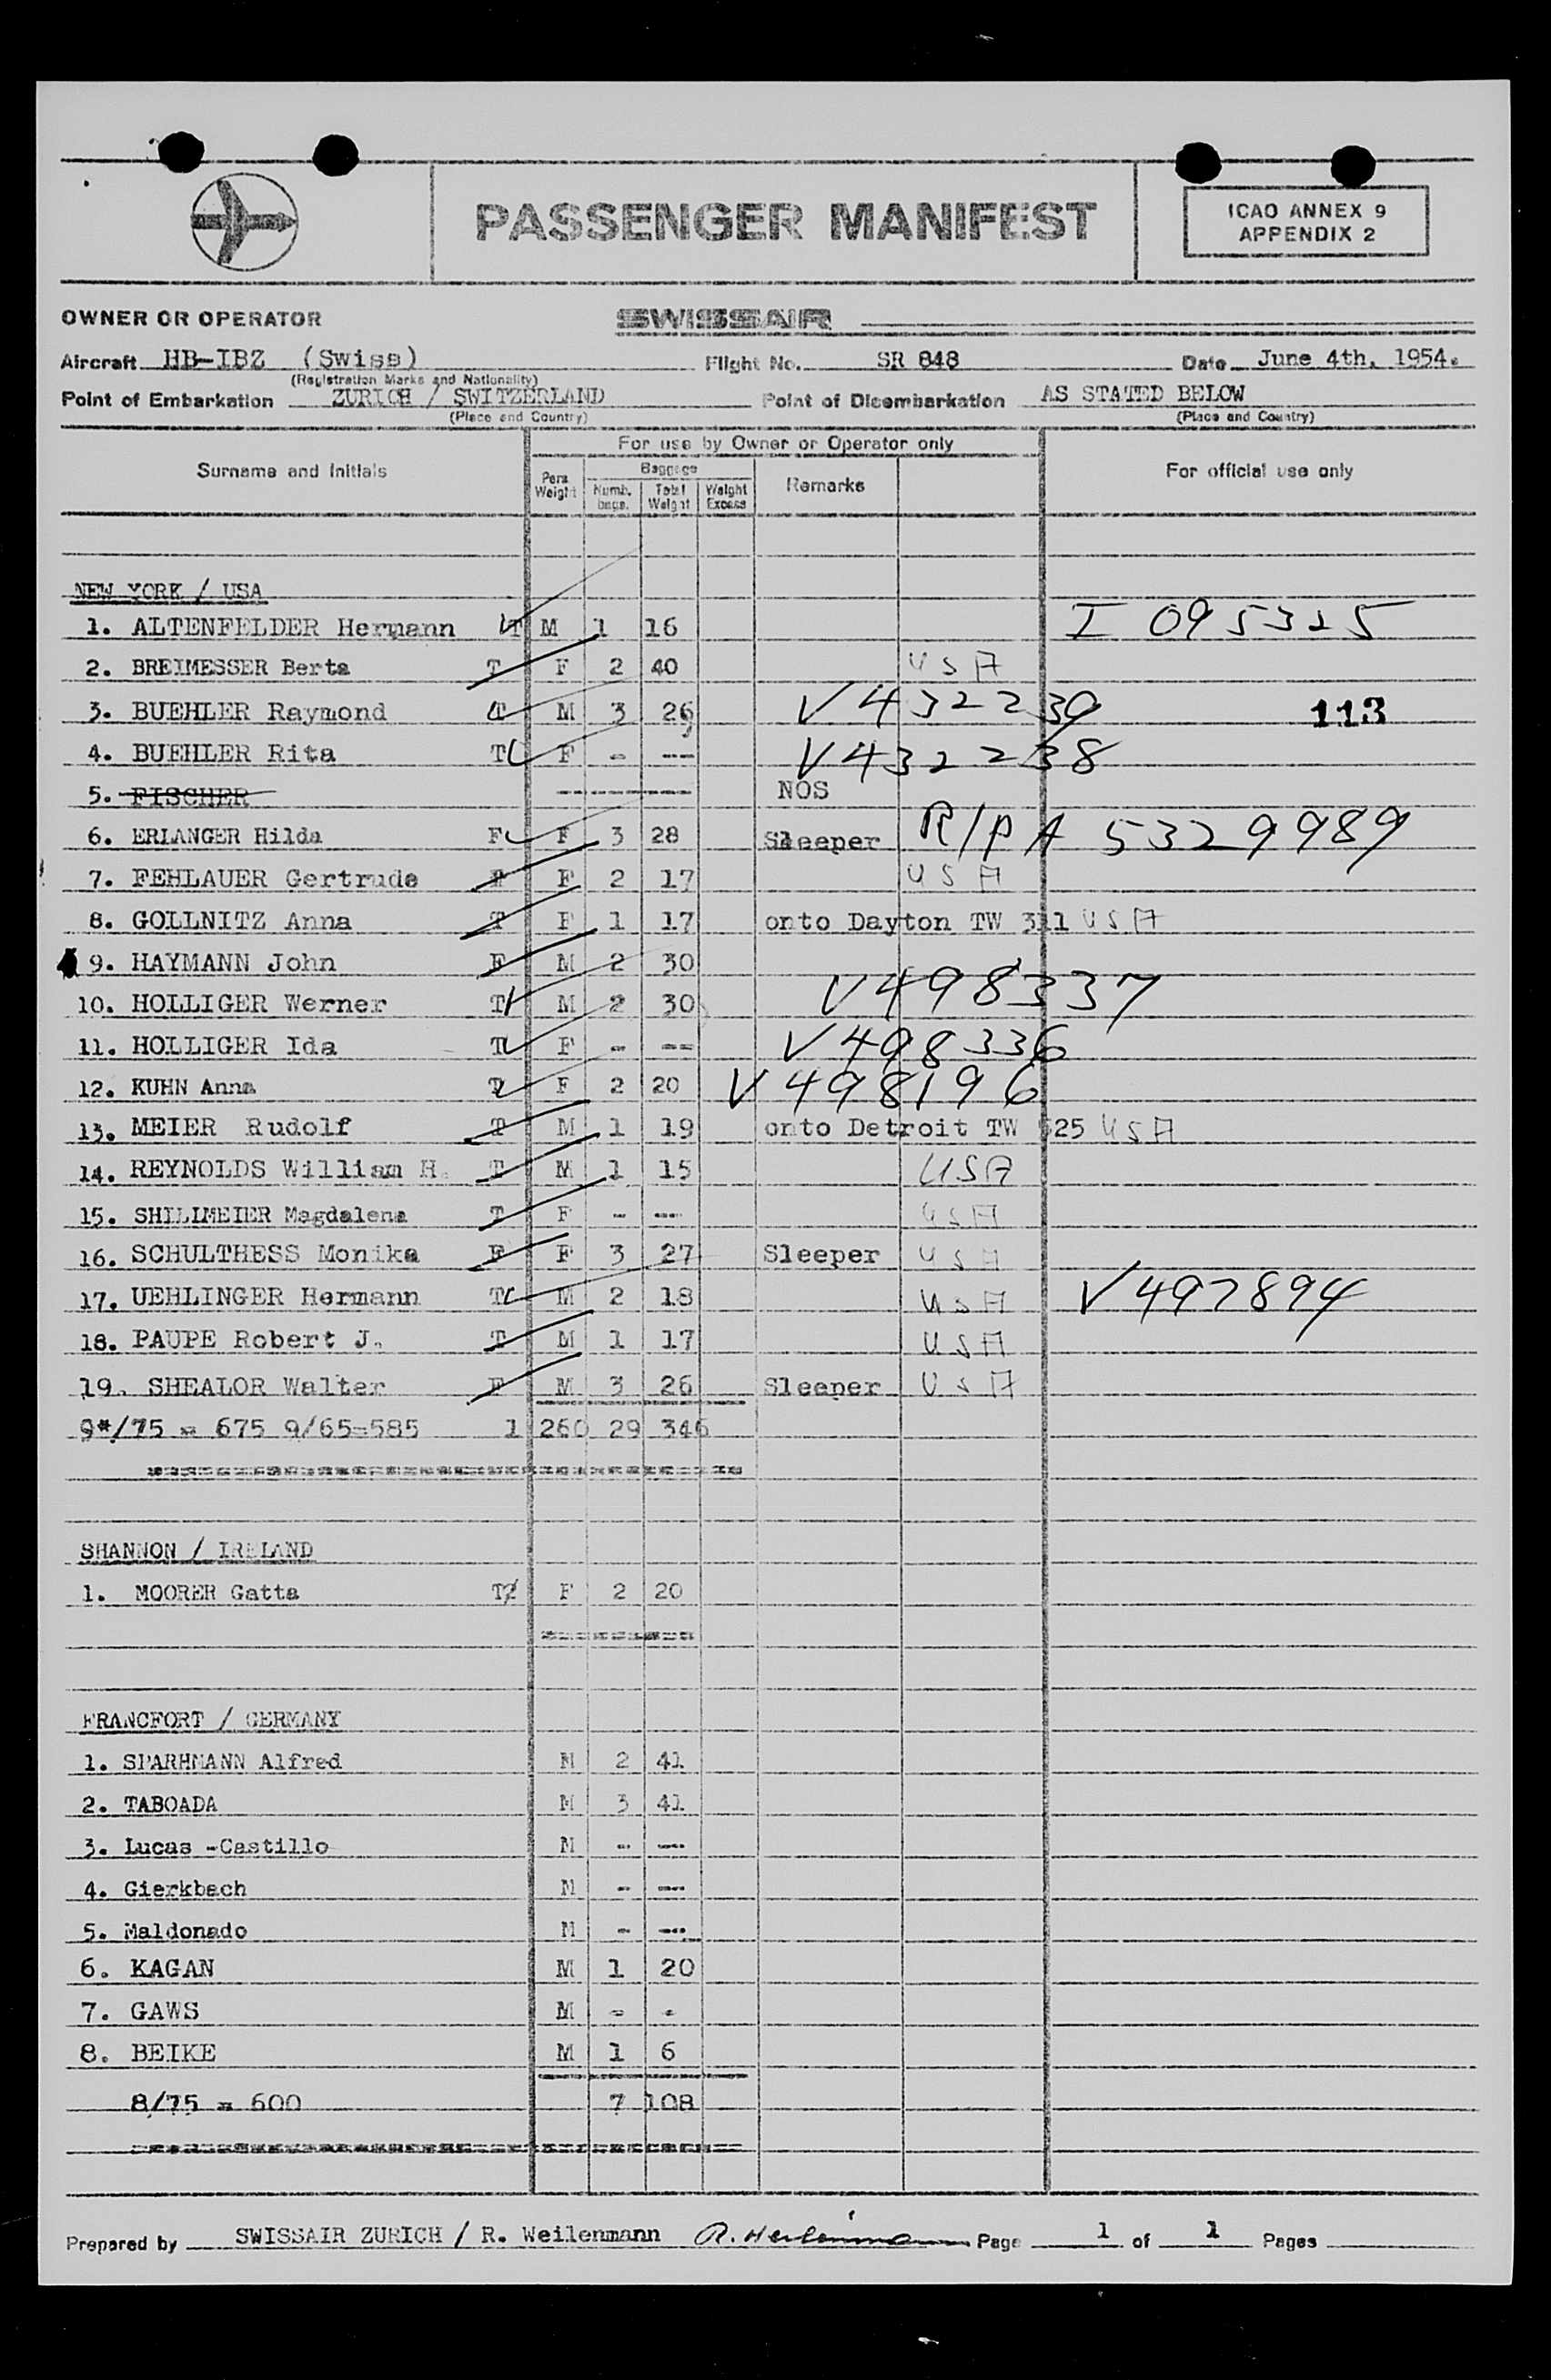 PASSENGER MANIFEST
ICAO ANNEX 9
APPENDIX 2
OWNER OR OPERATOR SWISSAIR
Aircraft HB-IBZ (Swiss) Flight No. SR 848 Date June 4th, 1954.
(Registration Marks and Nationality)
Point of Embarkation ZURICH / SWITZERLAND Point of Disembarkation AS STATED BELOW
(Place and Country) (Place and Country)
For use by Owner or Operator only
Surname and Initials Pers. Weight Baggage Numb. bags. Total Weight Weight Excess Remarks For official use only
NEW YORK / USA
1. ALTENFELDER Hermann T M 1 16 I 095325
2. BREIMESSER Berta T F 2 40 USA
3. BUEHLER Raymond T M 3 26 V432239 113
4. BUEHLER Rita T F - --- V432238
5. FISCHER -------- NOS
6. ERLANGER Hilda F F 3 28 Sleeper R/P A 5329989
7. FEHLAUER Gertrude F F 2 17 USA
8. GOLLNITZ Anna T F 1 17 onto Dayton TW 311 USA
9. HAYMANN John F M 2 30
10. HOLLIGER Werner T M 2 30 V498337
11. HOLLIGER Ida T F - -- V498336
12. KUHN Anna T F 2 20 V498196
13. MEIER Rudolf T M 1 19 onto Detroit TW 525 USA
14. REYNOLDS William H. T M 1 15 USA
15. SHILIMEIER Magdalena T F - --- USA
16. SCHULTHESS Monika F F 3 27 Sleeper USA
17. UEHLINGER Hermann T M 2 18 USA V497894
18. PAUPE Robert J. T M 1 17 USA
19. SHEALOR Walter F M 3 26 Sleeper USA
9*/75 = 675 9/65=585 1 260 29 346
SHANNON / IRELAND
1. MOORER Gatta T F 2 20
FRANCFORT / GERMANY
1. SPARHMANN Alfred M 2 41
2. TABOADA M 3 41
3. Lucas -Castillo M - ---
4. Gierkbach M - ---
5. Maldonado M - ---
6. KAGAN M 1 20
7. GAWS M - -
8. BEIKE M 1 6
8/75 = 600 7 108
Prepared by SWISSAIR ZURICH / R. Weilenmann R. Weilenmann Page 1 of 1 Pages